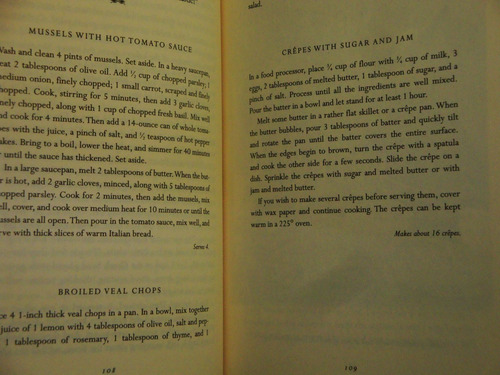 MUSSELS WITH HOT TOMATO SAUCE
Wash and clean 4 pints of mussels. Set aside. In a heavy saucepan,
heat 2 tablespoons of olive oil. Add ½ cup of chopped parsley, 1
medium onion, finely chopped; 1 small carrot, scraped and finely
chopped. Cook, stirring for 5 minutes, then add 3 garlic cloves,
finely chopped, along with 1 cup of chopped fresh basil. Mix well
and cook for 4 minutes. Then add a 14-ounce can of whole toma-
toes with the juice, a pinch of salt, and ½ teaspoon of hot pepper
flakes. Bring to a boil, lower the heat, and simmer for 40 minutes
or until the sauce has thickened. Set aside.
In a large saucepan, melt 2 tablespoons of butter. When the but-
ter is hot, add 2 garlic cloves, minced, along with 5 tablespoons of
chopped parsley. Cook for 2 minutes, then add the mussels, mix
well, cover, and cook over medium heat for 10 minutes or until the
mussels are all open. Then pour in the tomato sauce, mix well, and
serve with thick slices of warm Italian bread.
Serve 4.
BROILED VEAL CHOPS
4 1-inch thick veal chops in a pan. In a bowl, mix together
juice of 1 lemon with 4 tablespoons of olive oil, salt and pep-
1 tablespoon of rosemary, 1 tablespoon of thyme, and 1
108
salad.
CRÊPES WITH SUGAR AND JAM
In a food processor, place ¾ cup of flour with ¾ cup of milk, 3
eggs, 2 tablespoons of melted butter, 1 tablespoon of sugar, and a
pinch of salt. Process until all the ingredients are well mixed.
Pour the batter in a bowl and let stand for at least 1 hour.
Melt some butter in a rather flat skillet or a crêpe pan. When
the butter bubbles, pour 3 tablespoons of batter and quickly tilt
and rotate the pan until the batter covers the entire surface.
When the edges begin to brown, turn the crêpe with a spatula
and cook the other side for a few seconds. Slide the crêpe on a
dish. Sprinkle the crêpes with sugar and melted butter or with
jam and melted butter.
If you wish to make several crêpes before serving them, cover
with wax paper and continue cooking. The crêpes can be kept
warm in a 225° oven.
Makes about 16 crêpes.
109